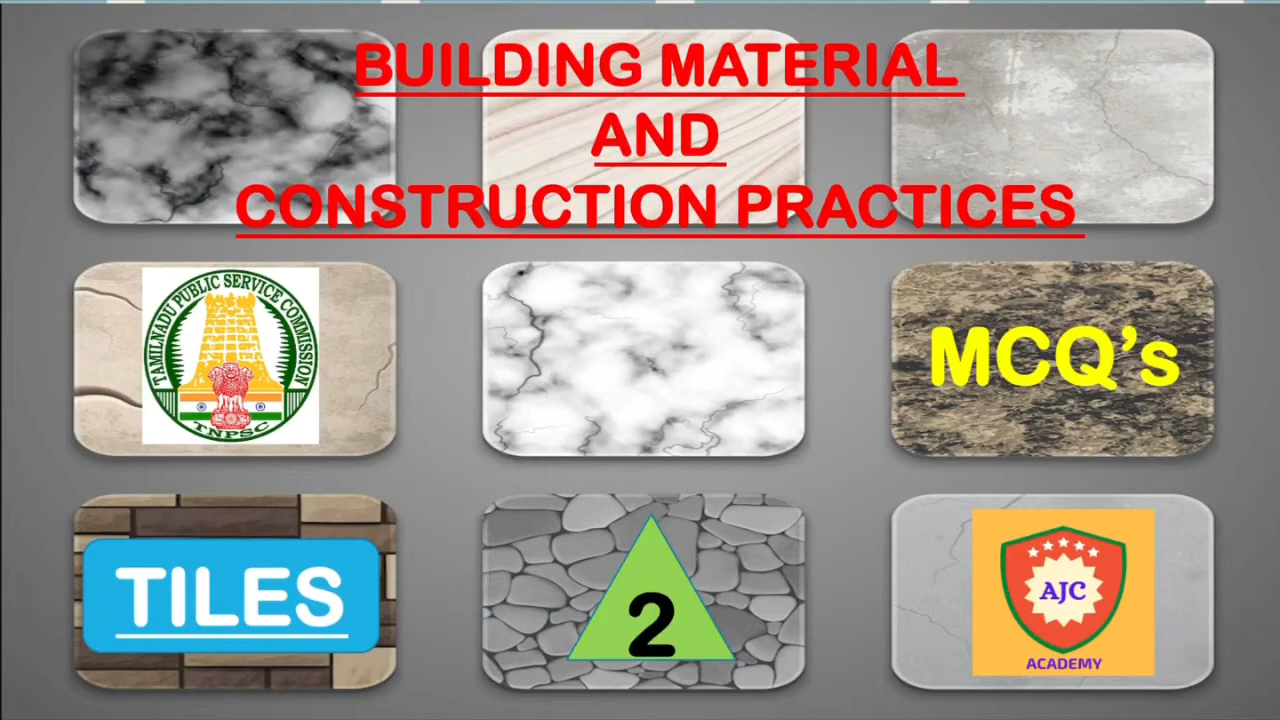 BUILDING MATERIAL
AND
CONSTRUCTION PRACTICES
TAMILNADU PUBLIC SERVICE COMMISSION
TNPSC
MCQ's
TILES
2
AJC
ACADEMY